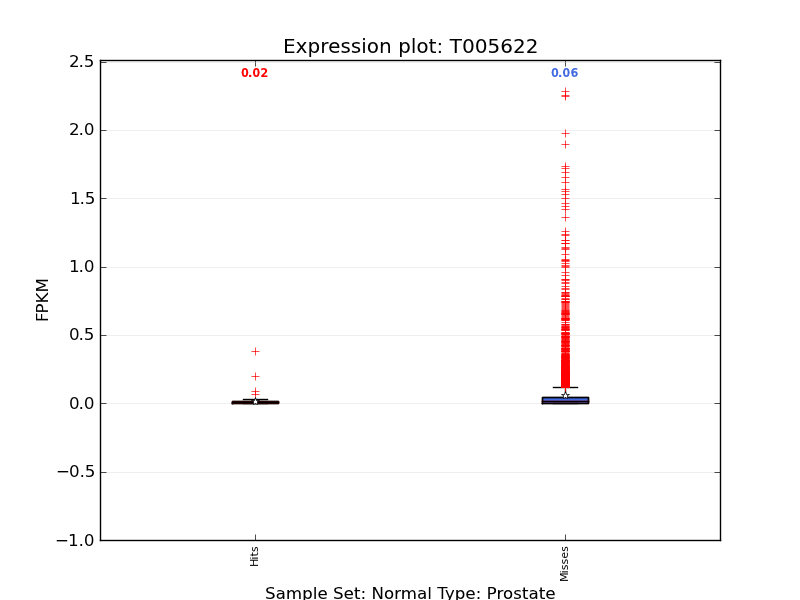 Expression plot: T005622
0.02 0.06
2.5
2.0
1.5
1.0
0.5
0.0
−0.5
−1.0
FPKM
Hits
Misses
Sample Set: Normal Type: Prostate